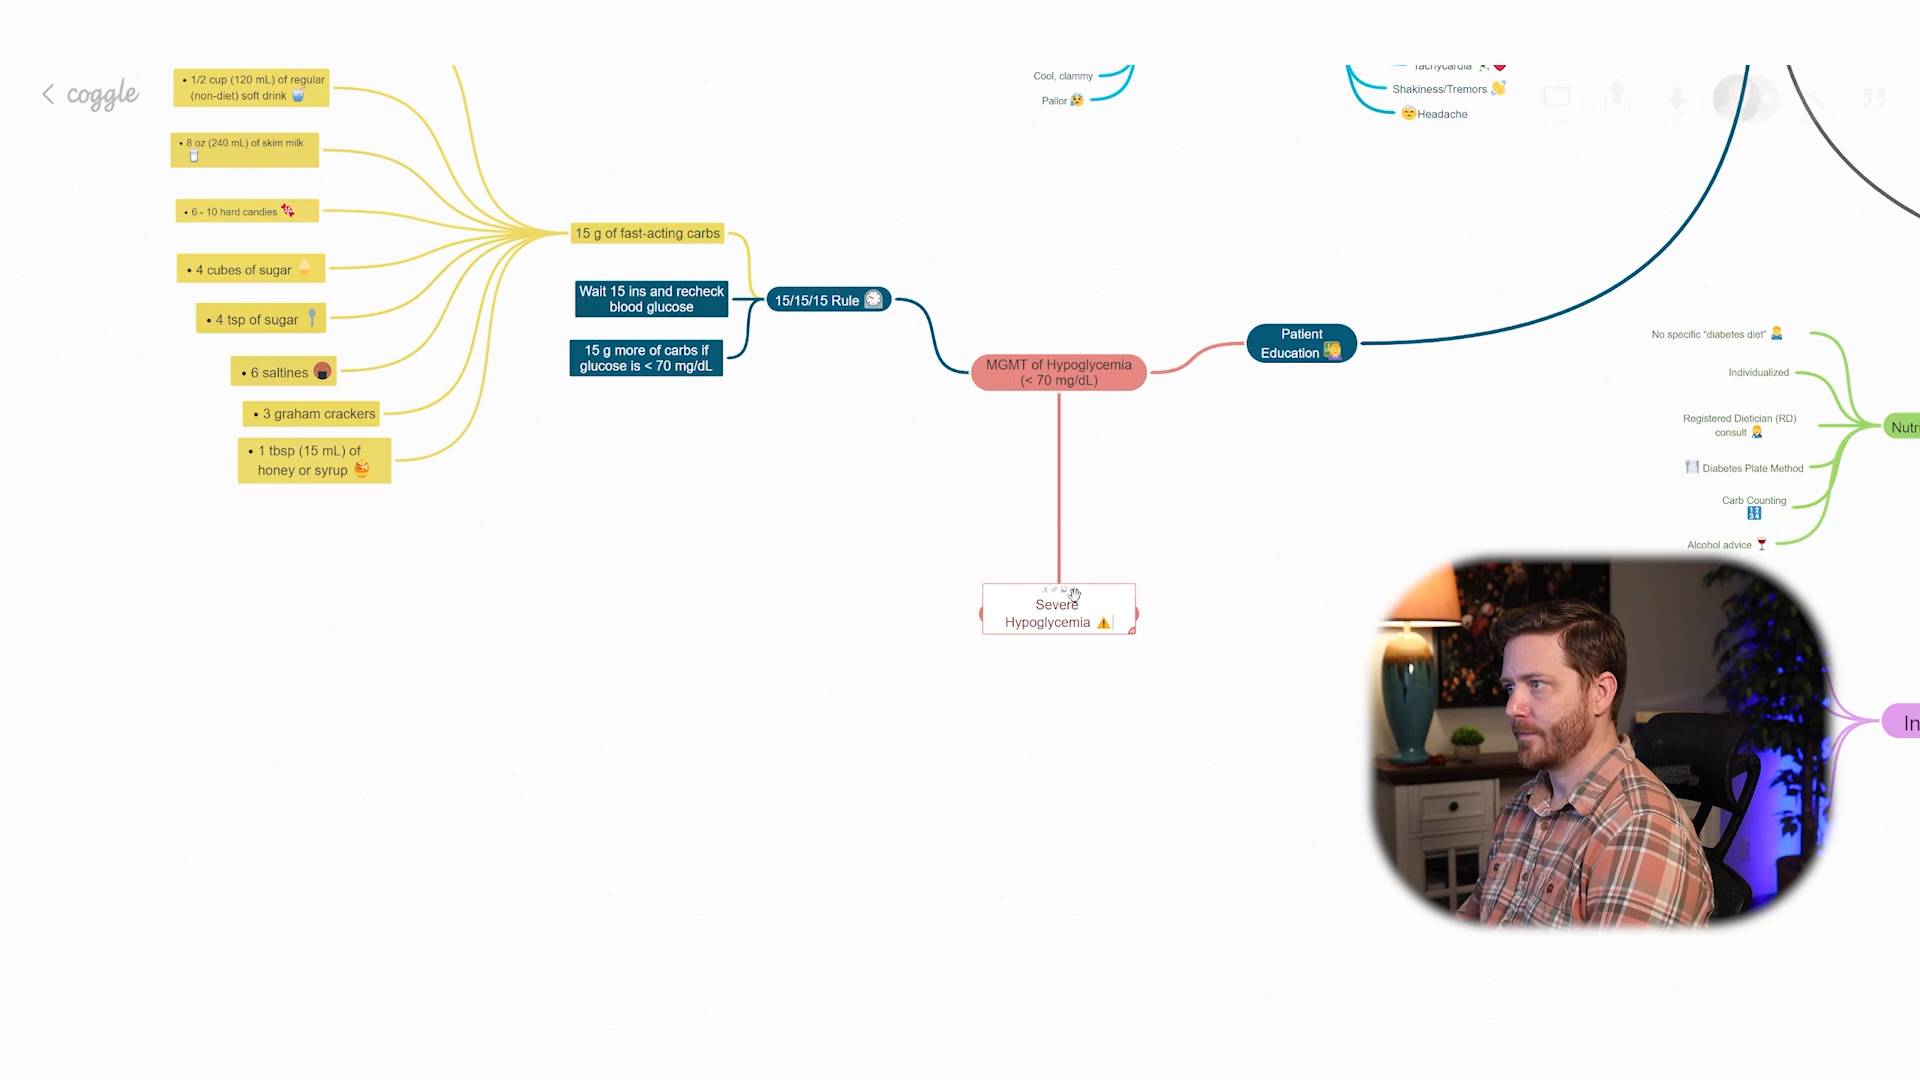 coggle
• 1/2 cup (120 mL) of regular
(non-diet) soft drink
• 8 oz (240 mL) of skim milk
• 6 - 10 hard candies
• 4 cubes of sugar
• 4 tsp of sugar
• 6 saltines
• 3 graham crackers
• 1 tbsp (15 mL) of
honey or syrup
15 g of fast-acting carbs
Wait 15 ins and recheck
blood glucose
15 g more of carbs if
glucose is < 70 mg/dL
15/15/15 Rule
Cool, clammy
Pallor
Tachycardia
Shakiness/Tremors
Headache
MGMT of Hypoglycemia
(< 70 mg/dL)
Patient
Education
Severe
Hypoglycemia
No specific “diabetes diet”
Individualized
Registered Dietician (RD)
consult
Diabetes Plate Method
Carb Counting
Alcohol advice
Nutri
In